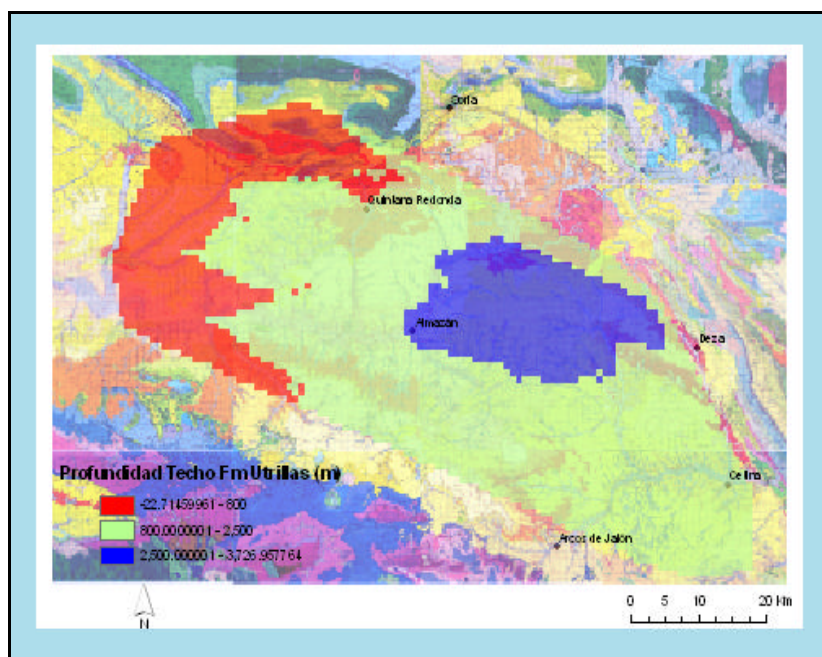 Soria
Quintana Redonda
Almazán
Deza
Cetina
Profundidad Techo Fm Utrillas (m)
-22.71459961 - 800
800.0000001 - 2,500
2,500.000001 - 3,726.957764
Arcos de Jalón
N
0 5 10 20 Km